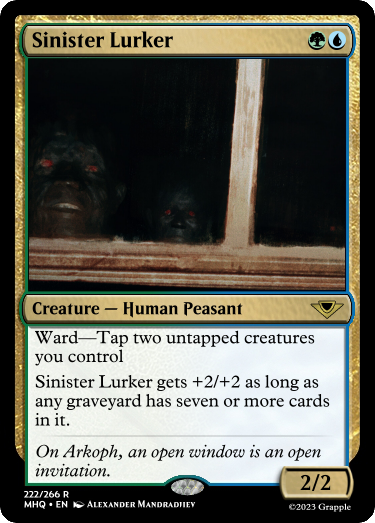 Sinister Lurker
Creature — Human Peasant
Ward—Tap two untapped creatures
you control
Sinister Lurker gets +2/+2 as long as
any graveyard has seven or more cards
in it.
On Arkoph, an open window is an open
invitation.
2/2
222/266 R
MHQ • EN ALEXANDER MANDRADHIEV
©2023 Grapple